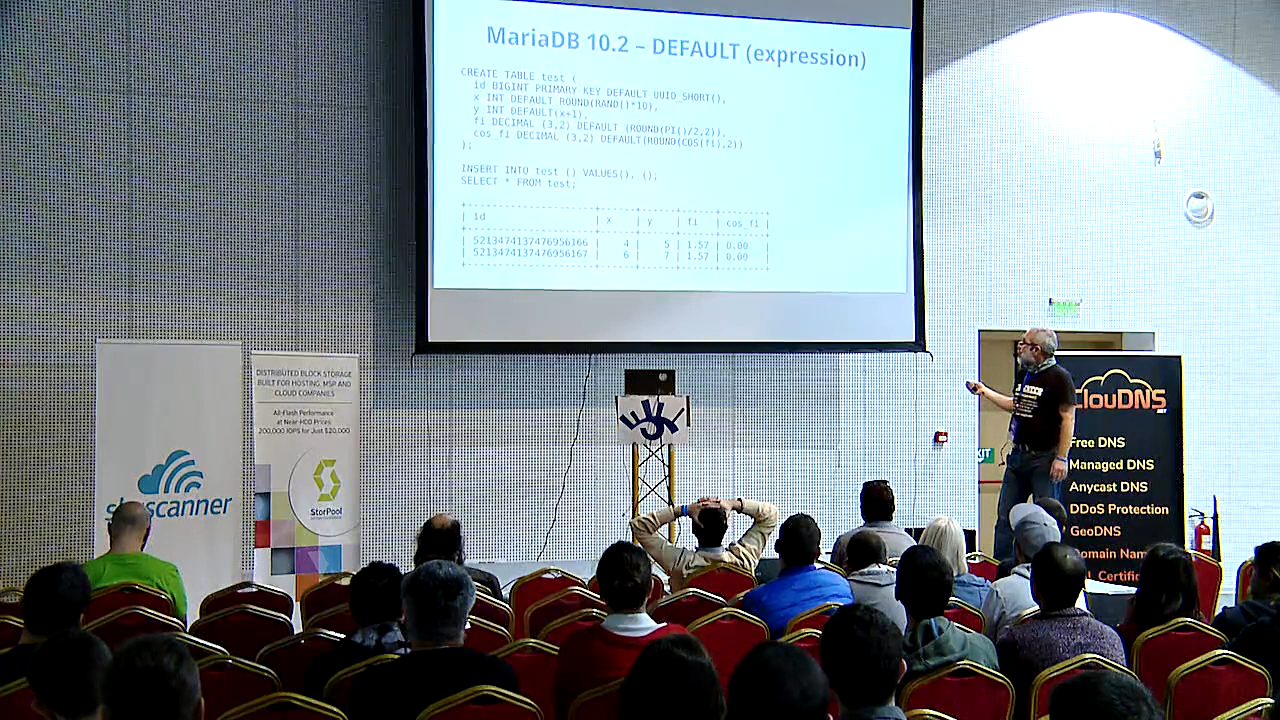 MariaDB 10.2 – DEFAULT (expression)
CREATE TABLE test (
id BIGINT PRIMARY KEY DEFAULT UUID_SHORT(),
x INT DEFAULT ROUND(RAND()*10),
y INT DEFAULT(x+1),
fi DECIMAL (3,2) DEFAULT (ROUND(PI()/2,2)),
cos_fi DECIMAL (3,2) DEFAULT(ROUND(COS(fi),2))
);
INSERT INTO test () VALUES(), ();
SELECT * FROM test;
| id | x | y | fi | cos_fi |
| 5213474137476956166 | 4 | 5 | 1.57 | 0.00 |
| 5213474137476956167 | 6 | 7 | 1.57 | 0.00 |
skyscanner
DISTRIBUTED BLOCK STORAGE
BUILT FOR HOSTING, MSP AND
CLOUD COMPANIES
All-Flash Performance
at Near-HDD Prices:
200,000 IOPS for Just $20,000
StorPool
EXIT
ClouDNS
.NET
Free DNS
Managed DNS
Anycast DNS
DDoS Protection
GeoDNS
Domain Nam